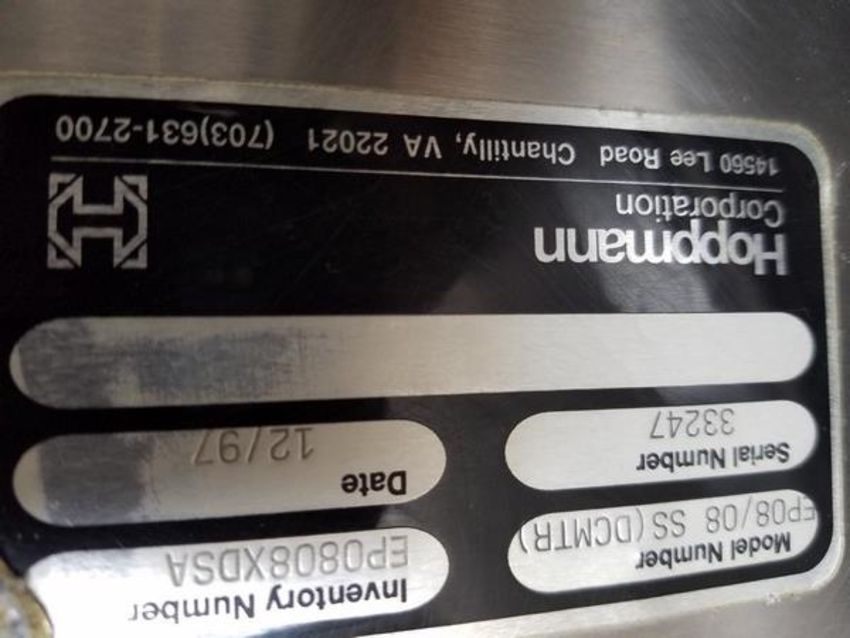 Model Number
EP08/08 SS(DCMTR)
Inventory Number
EP0808XDSA
Serial Number
33247
Date
12/97
Hoppmann
Corporation
14560 Lee Road Chantilly, VA 22021 (703)631-2700